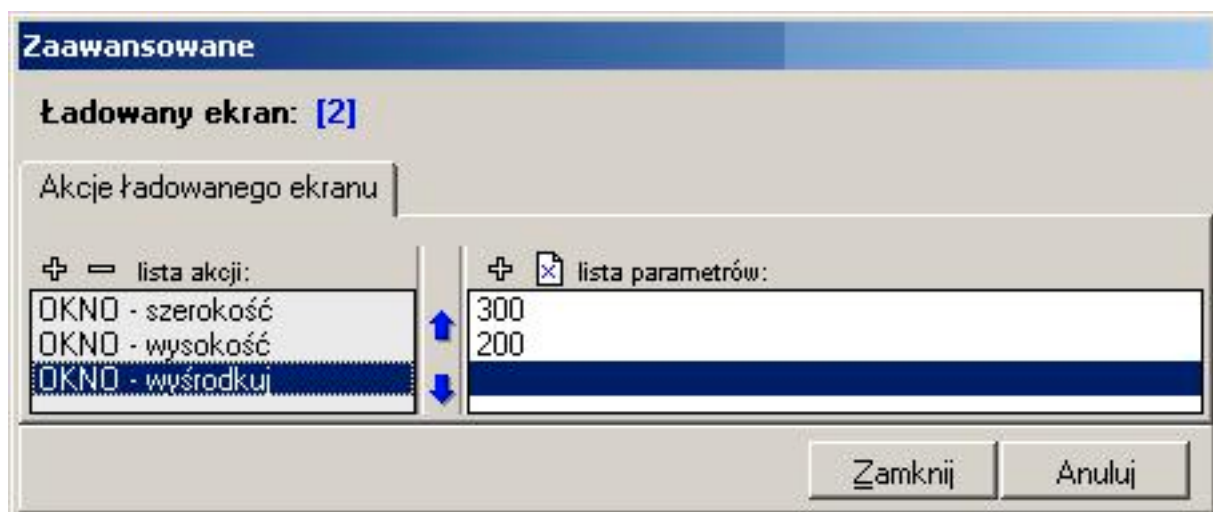 Zaawansowane
Ładowany ekran: [2]
Akcje ładowanego ekranu
lista akcji:
lista parametrów:
OKNO - szerokość
300
OKNO - wysokość
200
OKNO - wyśrodkuj
Zamknij
Anuluj